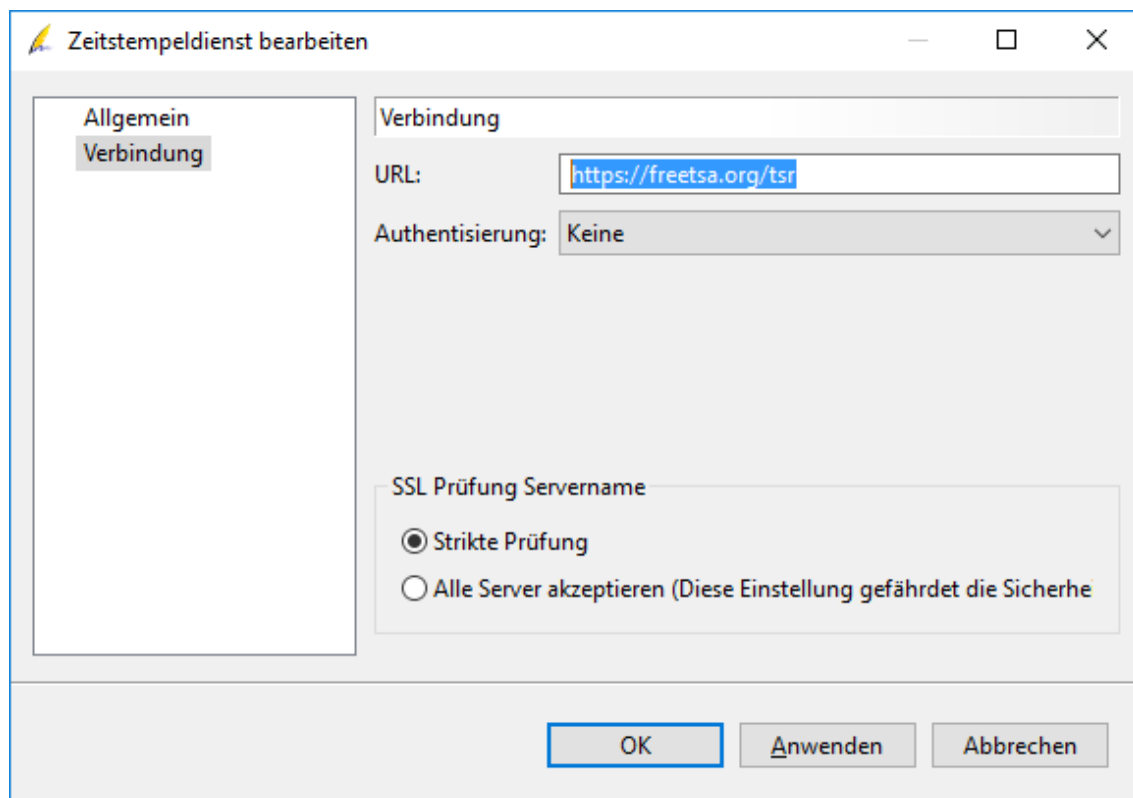 Zeitstempeldienst bearbeiten
Allgemein
Verbindung
Verbindung
URL: https://freetsa.org/tsr
Authentisierung: Keine
SSL Prüfung Servername
Strikte Prüfung
Alle Server akzeptieren (Diese Einstellung gefährdet die
OK Anwenden Abbrechen